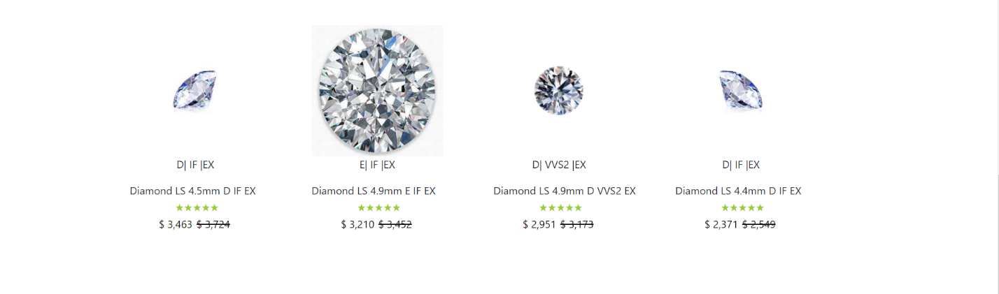 D| IF |EX
E| IF |EX
D| VVS2 |EX
D| IF |EX
Diamond LS 4.5mm D IF EX
Diamond LS 4.9mm E IF EX
Diamond LS 4.9mm D VVS2 EX
Diamond LS 4.4mm D IF EX
★★★★★
★★★★★
★★★★★
★★★★★
$ 3,463 $ 3,724
$ 3,210 $ 3,452
$ 2,951 $ 3,173
$ 2,371 $ 2,549